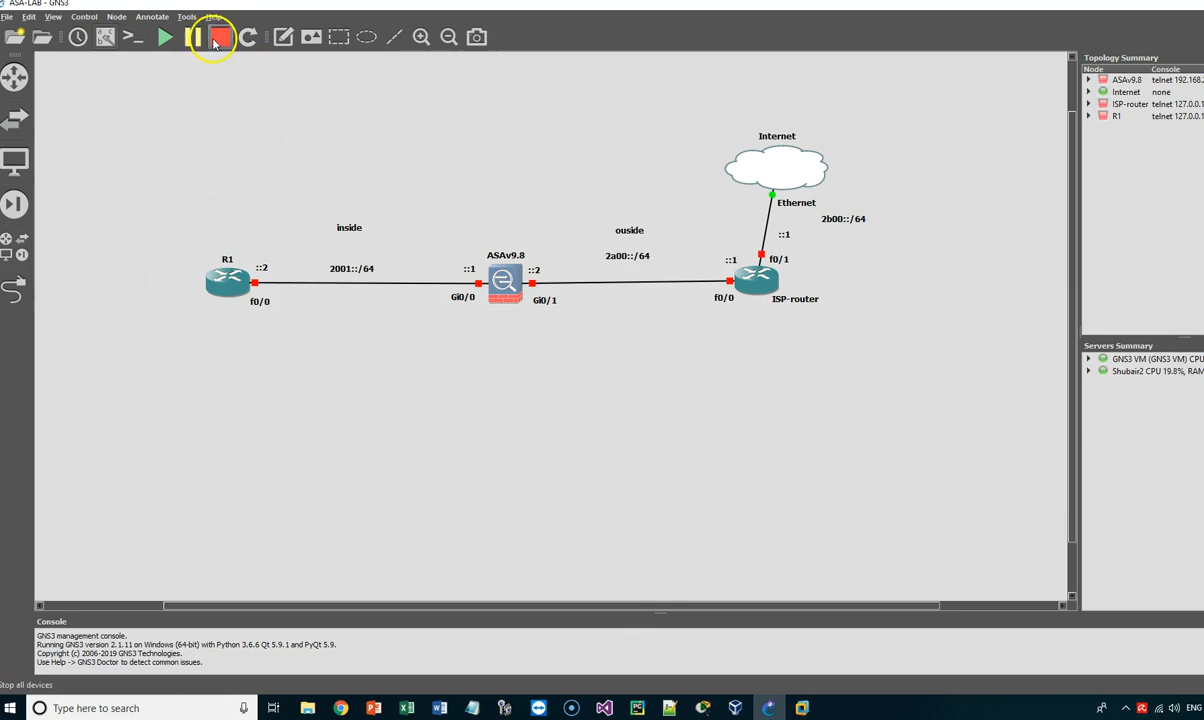 ASA-LAB - GNS3
File Edit View Control Node Annotate Tools Help
Topology Summary
Node Console
ASAv9.8 telnet 192.168.
Internet none
ISP-router telnet 127.0.0.1
R1 telnet 127.0.0.1
Internet
Ethernet
2b00::/64
::1
f0/1
inside
ouside
R1
::2
2001::/64
::1
ASAv9.8
::2
2a00::/64
::1
f0/0
Gi0/0
Gi0/1
f0/0
ISP-router
Servers Summary
GNS3 VM (GNS3 VM) CPU
Shubair2 CPU 19.8%, RAM
Console
GNS3 management console.
Running GNS3 version 2.1.11 on Windows (64-bit) with Python 3.6.6 Qt 5.9.1 and PyQt 5.9.
Copyright (c) 2006-2019 GNS3 Technologies.
Use Help -> GNS3 Doctor to detect common issues.
Stop all devices
Type here to search
ENG